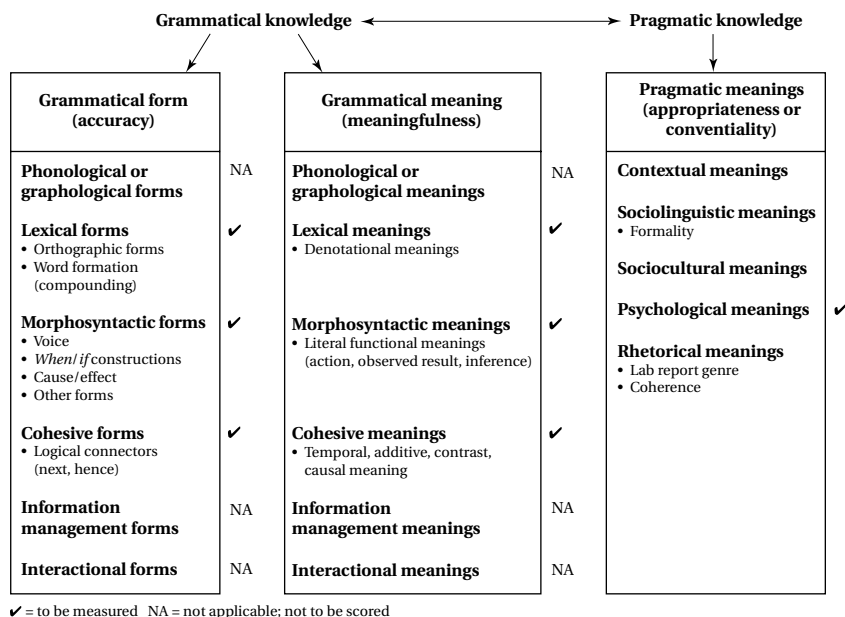 Grammatical knowledge
Pragmatic knowledge
Grammatical form
(accuracy)
Phonological or
graphological forms
NA
Lexical forms
✔
• Orthographic forms
• Word formation
(compounding)
Morphosyntactic forms
✔
• Voice
• When/if constructions
• Cause/effect
• Other forms
Cohesive forms
✔
• Logical connectors
(next, hence)
Information
management forms
NA
Interactional forms
NA
Grammatical meaning
(meaningfulness)
Phonological or
graphological meanings
NA
Lexical meanings
✔
• Denotational meanings
Morphosyntactic meanings
✔
• Literal functional meanings
(action, observed result, inference)
Cohesive meanings
✔
• Temporal, additive, contrast,
causal meaning
Information
management meanings
NA
Interactional meanings
NA
Pragmatic meanings
(appropriateness or
conventiality)
Contextual meanings
Sociolinguistic meanings
• Formality
Sociocultural meanings
Psychological meanings
✔
Rhetorical meanings
• Lab report genre
• Coherence
✔ = to be measured NA = not applicable; not to be scored